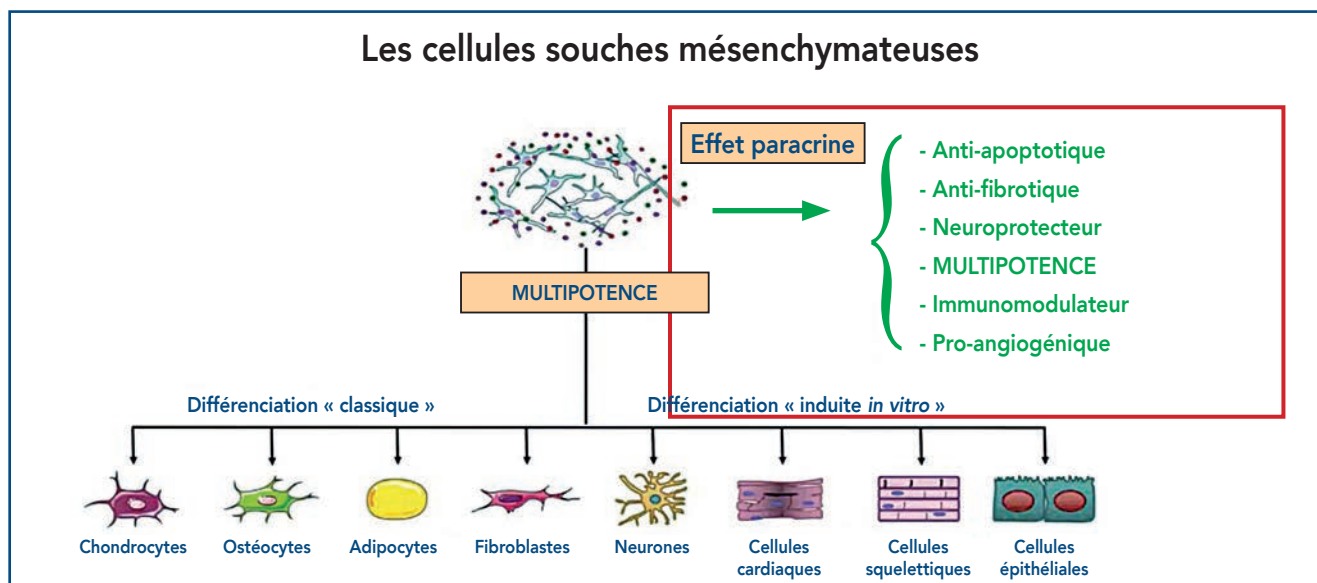 Les cellules souches mésenchymateuses
Effet paracrine
- Anti-apoptotique
- Anti-fibrotique
- Neuroprotecteur
- MULTIPOTENCE
- Immunomodulateur
- Pro-angiogénique
MULTIPOTENCE
Différenciation « classique »
Différenciation « induite in vitro »
Chondrocytes
Ostéocytes
Adipocytes
Fibroblastes
Neurones
Cellules
cardiaques
Cellules
squelettiques
Cellules
épithéliales